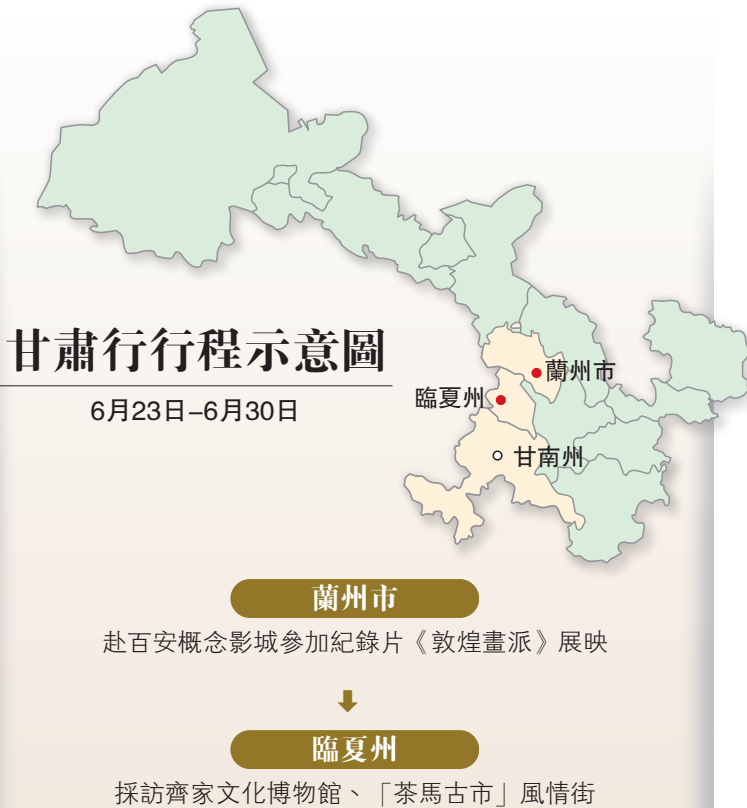 甘肅行行程示意圖
6月23日–6月30日
蘭州市
臨夏州
甘南州
蘭州市
赴百安概念影城參加紀錄片《敦煌畫派》展映
臨夏州
採訪齊家文化博物館、「茶馬古市」風情街